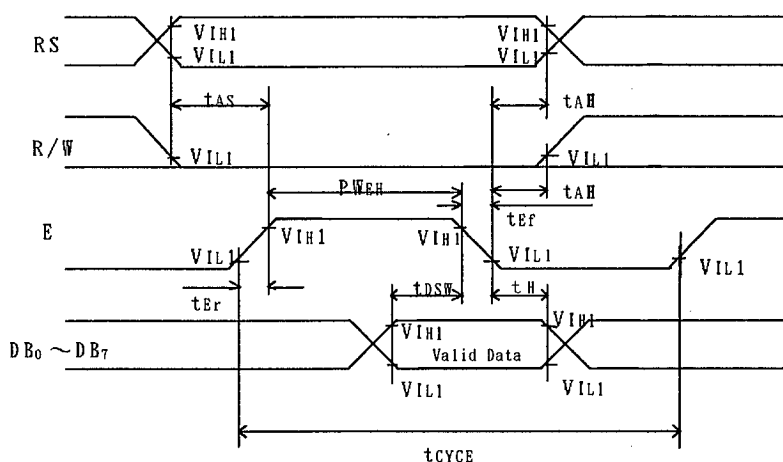 RS
VIH1
VIL1
VIH1
VIL1
tAS
tAH
R/W
VIL1
VIL1
PWEH
tAH
tEf
E
VIL1
VIH1
VIH1
VIL1
VIL1
tEr
tDSW
tH
DB0 ~DB7
VIH1
Valid Data
VIH1
VIL1
VIL1
tCYCE